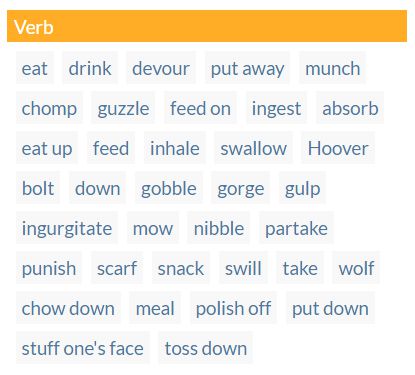 Verb
eat drink devour put away munch
chomp guzzle feed on ingest absorb
eat up feed inhale swallow Hoover
bolt down gobble gorge gulp
ingurgitate mow nibble partake
punish scarf snack swill take wolf
chow down meal polish off put down
stuff one's face toss down